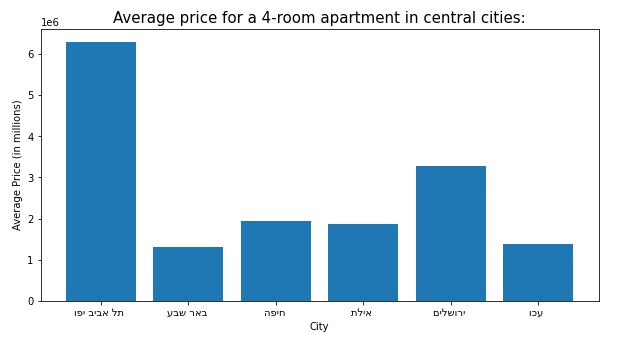 Average price for a 4-room apartment in central cities:
1e6
6
5
4
3
2
1
0
Average Price (in millions)
תל אביב יפו
באר שבע
חיפה
אילת
ירושלים
עכו
City